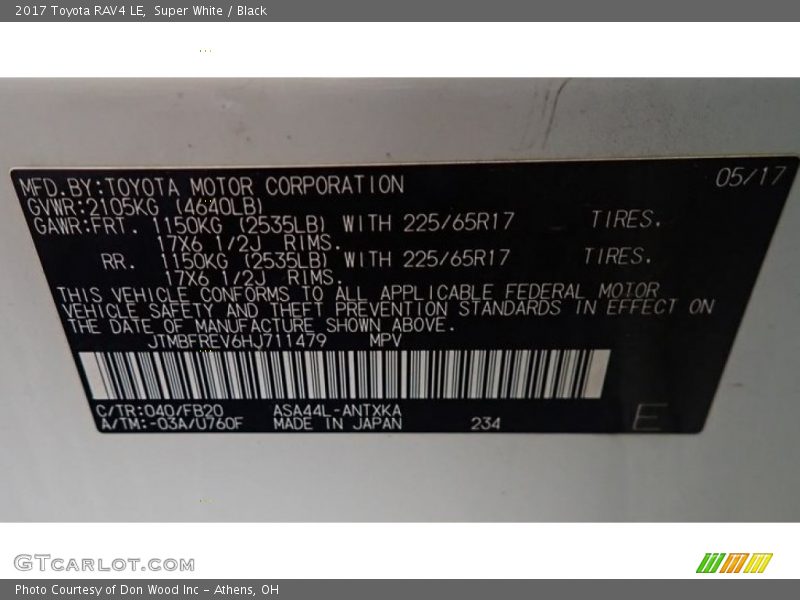 2017 Toyota RAV4 LE, Super White / Black
MFD.BY:TOYOTA MOTOR CORPORATION 05/17
GVWR:2105KG (4640LB)
GAWR:FRT. 1150KG (2535LB) WITH 225/65R17 TIRES.
17X6 1/2J RIMS.
RR. 1150KG (2535LB) WITH 225/65R17 TIRES.
17X6 1/2J RIMS.
THIS VEHICLE CONFORMS TO ALL APPLICABLE FEDERAL MOTOR
VEHICLE SAFETY AND THEFT PREVENTION STANDARDS IN EFFECT ON
THE DATE OF MANUFACTURE SHOWN ABOVE.
JTMBFREV6HJ711479 MPV
C/TR:040/FB20 ASA44L-ANTXKA
A/TM:-03A/U760F MADE IN JAPAN 234 E
GTcarlot.com
Photo Courtesy of Don Wood Inc - Athens, OH